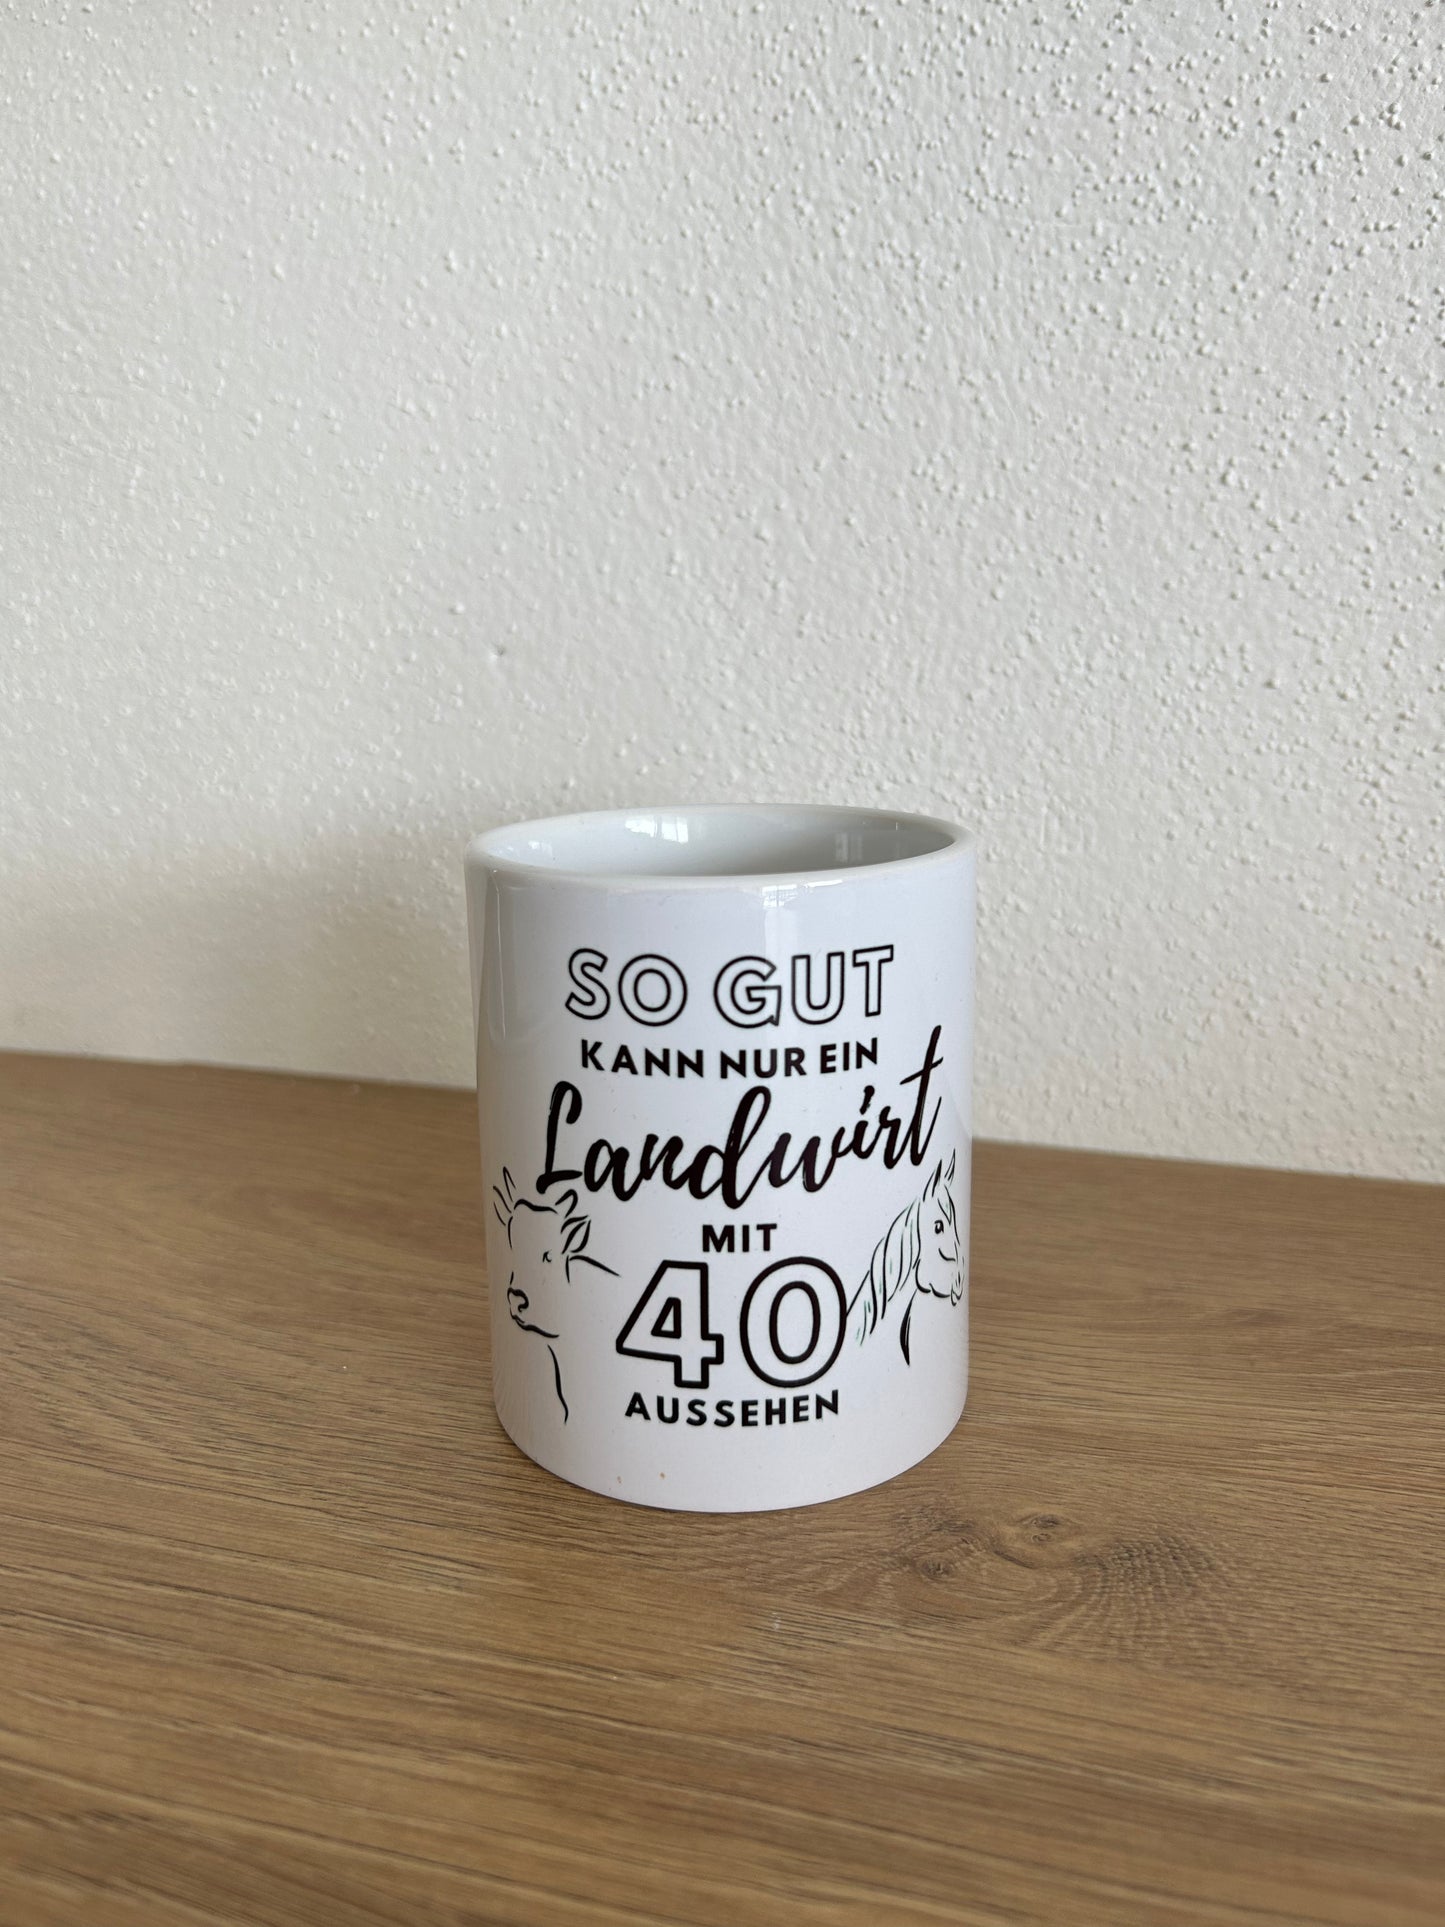 SO GUT
KANN NUR EIN
Landwirt
MIT
40
AUSSEHEN